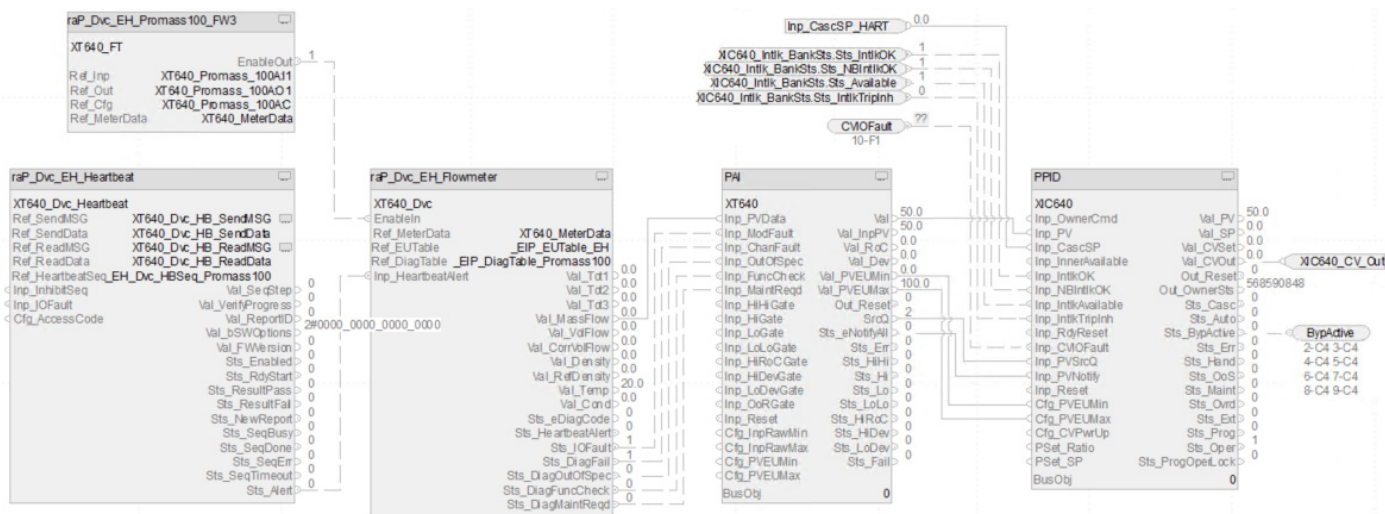 raP_Dvc_EH_Promass100_FW3
XT640_FT
EnableOut 1
Ref_Inp XT640_Promass_100A:I1
Ref_Out XT640_Promass_100A:O1
Ref_Cfg XT640_Promass_100A:C
Ref_MeterData XT640_MeterData
Inp_CascSP_HART 0.0
XIC640_Intlk_BankSts.Sts_IntlkOK 1
XIC640_Intlk_BankSts.Sts_NBIntlkOK 1
XIC640_Intlk_BankSts.Sts_Available 1
XIC640_Intlk_BankSts.Sts_IntlkTripInh 0
CVIOFault ??
10-F1
raP_Dvc_EH_Heartbeat
XT640_Dvc_Heartbeat
Ref_SendMSG XT640_Dvc_HB_SendMSG
Ref_SendData XT640_Dvc_HB_SendData
Ref_ReadMSG XT640_Dvc_HB_ReadMSG
Ref_ReadData XT640_Dvc_HB_ReadData
Ref_HeartbeatSeq _EH_Dvc_HBSeq_Promass100
Inp_InhibitSeq Val_SeqStep 0
Inp_IOFault Val_VerifyProgress 0
Cfg_AccessCode Val_ReportID 0
2#0000_0000_0000_0000
Val_bSWOptions
Val_FWVersion 0
Sts_Enabled 0
Sts_RdyStart 0
Sts_ResultPass 0
Sts_ResultFail 0
Sts_NewReport 0
Sts_SeqBusy 0
Sts_SeqDone 0
Sts_SeqErr 0
Sts_SeqTimeout 0
Sts_Alert 0
raP_Dvc_EH_Flowmeter
XT640_Dvc
EnableIn
Ref_MeterData XT640_MeterData
Ref_EUTable _EIP_EUTable_EH
Ref_DiagTable _EIP_DiagTable_Promass100
Inp_HeartbeatAlert
Val_Tot1 0.0
Val_Tot2 0.0
Val_Tot3 0.0
Val_MassFlow 0.0
Val_VolFlow 0.0
Val_CorrVolFlow 0.0
Val_Density 0.0
Val_RefDensity 0.0
Val_Temp 20.0
Val_Cond 0.0
Sts_eDiagCode 0
Sts_HeartbeatAlert 0
Sts_IOFault 1
Sts_DiagFail 1
Sts_DiagOutOfSpec 0
Sts_DiagFuncCheck 0
Sts_DiagMaintReqd 0
PAI
XT640
Inp_PVData Val 50.0
Inp_ModFault Val_InpPV 50.0
Inp_ChanFault Val_RoC 0.0
Inp_OutOfSpec Val_Dev 0.0
Inp_FuncCheck Val_PVEUMin 0.0
Inp_MaintReqd Val_PVEUMax 100.0
Inp_HiHiGate Out_Reset 0
Inp_HiGate SrcQ 2
Inp_LoGate Sts_eNotifyAll 0
Inp_LoLoGate Sts_Err 0
Inp_HiRoCGate Sts_HiHi 0
Inp_HiDevGate Sts_Hi 0
Inp_LoDevGate Sts_Lo 0
Inp_OoRGate Sts_LoLo 0
Inp_Reset Sts_HiRoC 0
Cfg_InpRawMin Sts_HiDev 0
Cfg_InpRawMax Sts_LoDev 0
Cfg_PVEUMin Sts_Fail 0
Cfg_PVEUMax
BusObj 0
PPID
XIC640
Inp_OwnerCmd Val_PV 50.0
Inp_PV Val_SP 0.0
Inp_CascSP Val_CVSet 0.0
Inp_InnerAvailable Val_CVOut 0.0
XIC640_CV_Out
Inp_IntlkOK Out_Reset 0
Inp_NBIntlkOK Out_OwnerSts 568590848
Inp_IntlkAvailable Sts_Casc 0
Inp_IntlkTripInh Sts_Auto 0
Inp_RdyReset Sts_BypActive 0
BypActive
2-C4 3-C4
4-C4 5-C4
6-C4 7-C4
8-C4 9-C4
Inp_CVIOFault Sts_Err 0
Inp_PVSrcQ Sts_Hand 0
Inp_PVNotify Sts_OoS 0
Inp_Reset Sts_Maint 0
Cfg_PVEUMin Sts_Ovrd 0
Cfg_PVEUMax Sts_Ext 0
Cfg_CVPwrUp Sts_Prog 0
PSet_Ratio Sts_Oper 1
PSet_SP Sts_ProgOperLock 0
BusObj 0